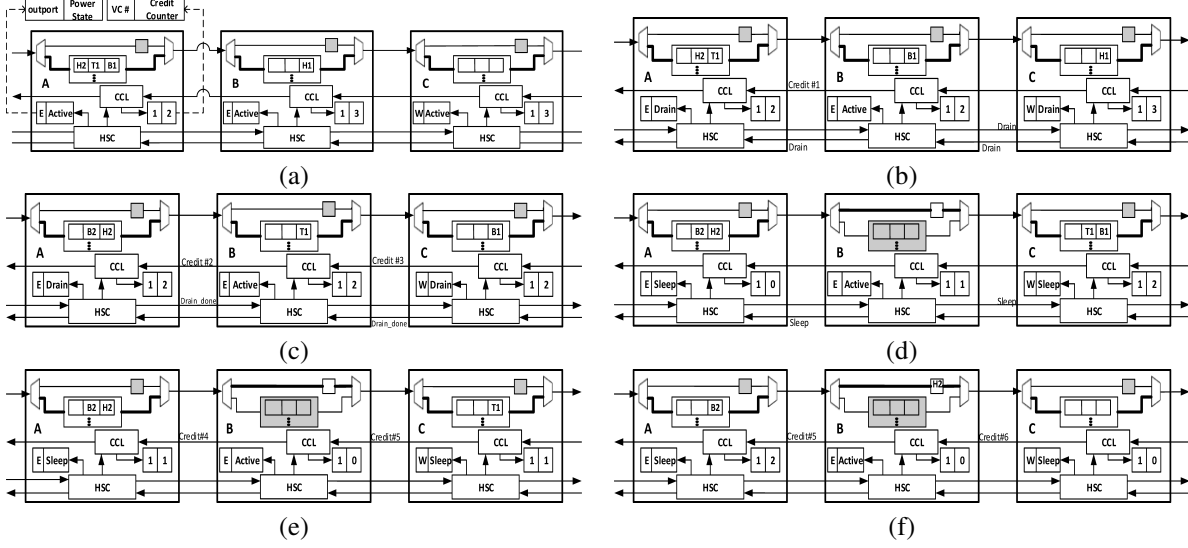 outport Power State VC # Credit Counter
H2 T1 B1 H1
A B C
CCL CCL CCL
E Active 1 2 E Active 1 3 W Active 1 3
HSC HSC HSC
(a)
H2 T1 B1 H1
A B C
CCL Credit #1 CCL CCL
E Drain 1 2 E Active 1 2 W Drain 1 3
HSC HSC Drain HSC
Drain Drain
(b)
B2 H2 T1 B1
A B C
CCL Credit #2 CCL Credit #3 CCL
E Drain 1 2 E Active 1 2 W Drain 1 2
HSC Drain_done HSC HSC
Drain_done
(c)
B2 H2 T1 B1
A B C
CCL CCL CCL
E Sleep 1 0 E Active 1 1 W Sleep 1 2
HSC HSC Sleep HSC
Sleep
(d)
B2 H2 T1
A B C
CCL Credit#4 CCL Credit#5 CCL
E Sleep 1 1 E Active 1 0 W Sleep 1 1
HSC HSC HSC
(e)
H2
B2
A B C
CCL Credit#5 CCL Credit#6 CCL
E Sleep 1 2 E Active 1 0 W Sleep 1 0
HSC HSC HSC
(f)